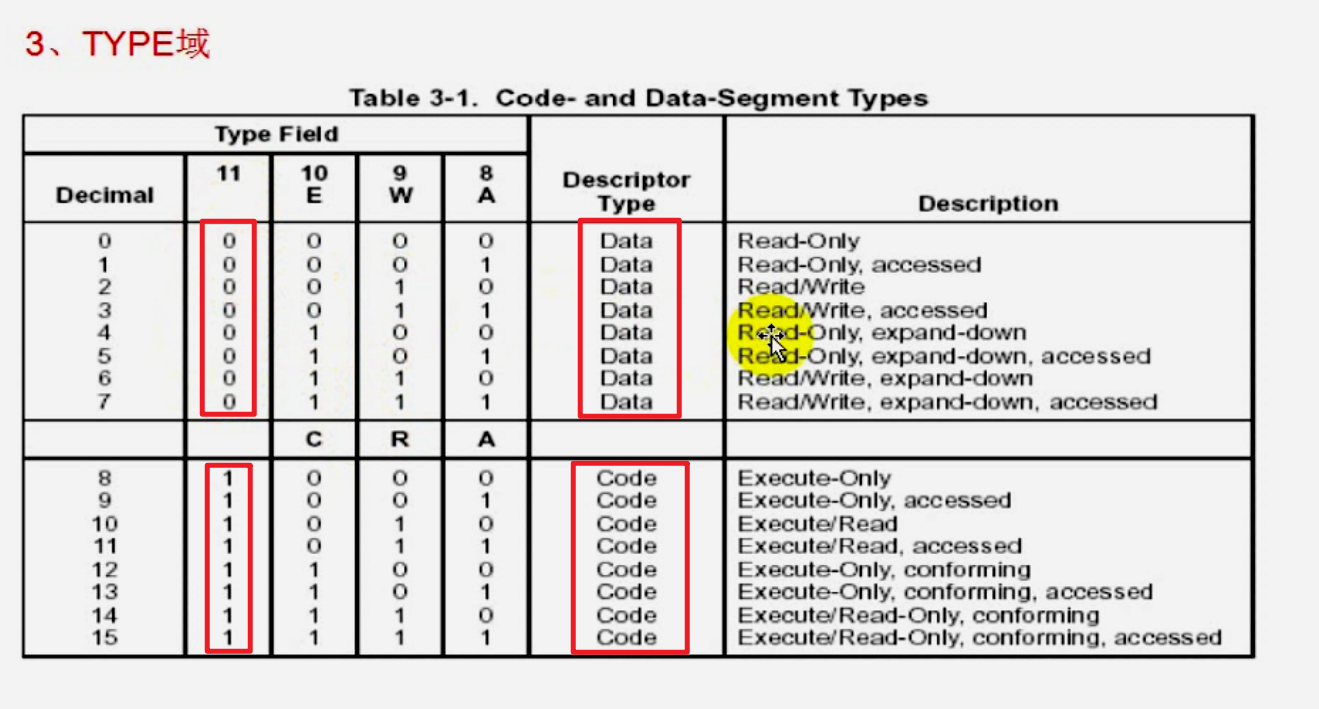 3、TYPE域
Table 3-1. Code- and Data-Segment Types
Type Field
Decimal 11 10 9 8 Descriptor Type Description
E W A
0 0 0 0 0 Data Read-Only
1 0 0 0 1 Data Read-Only, accessed
2 0 0 1 0 Data Read/Write
3 0 0 1 1 Data Read/Write, accessed
4 0 1 0 0 Data Read-Only, expand-down
5 0 1 0 1 Data Read-Only, expand-down, accessed
6 0 1 1 0 Data Read/Write, expand-down
7 0 1 1 1 Data Read/Write, expand-down, accessed
C R A
8 1 0 0 0 Code Execute-Only
9 1 0 0 1 Code Execute-Only, accessed
10 1 0 1 0 Code Execute/Read
11 1 0 1 1 Code Execute/Read, accessed
12 1 1 0 0 Code Execute-Only, conforming
13 1 1 0 1 Code Execute-Only, conforming, accessed
14 1 1 1 0 Code Execute/Read-Only, conforming
15 1 1 1 1 Code Execute/Read-Only, conforming, accessed